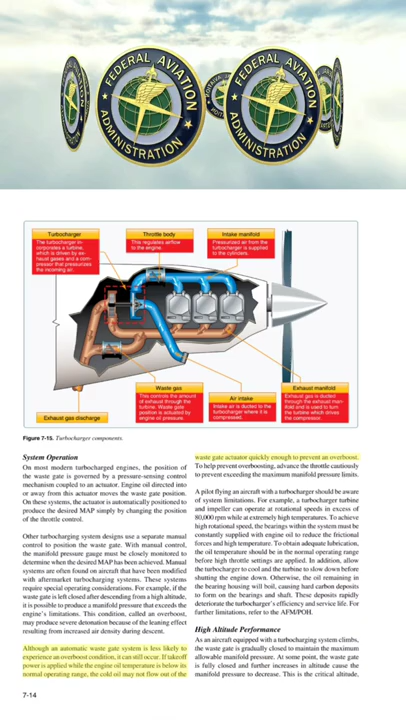 FEDERAL AVIATION
ADMINISTRATION
FEDERAL AVIATION
ADMINISTRATION
Turbocharger
The turbocharger in-
corporates a turbine,
which is driven by ex-
haust gases and a com-
pressor that pressurizes
the incoming air.
Throttle body
This regulates airflow
to the engine.
Intake manifold
Pressurized air from the
turbocharger is supplied
to the cylinders.
Exhaust gas discharge
Waste gate
This controls the amount
of exhaust through the
turbine. Waste gate
position is actuated by
engine oil pressure.
Air intake
Intake air is ducted to the
turbocharger where it is
compressed.
Exhaust manifold
Exhaust gas is ducted
through the exhaust man-
ifold and is used to turn
the turbine which drives
the compressor.
Figure 7-15. Turbocharger components.
System Operation
On most modern turbocharged engines, the position of
the waste gate is governed by a pressure-sensing control
mechanism coupled to an actuator. Engine oil directed into
or away from this actuator moves the waste gate position.
On these systems, the actuator is automatically positioned to
produce the desired MAP simply by changing the position
of the throttle control.
Other turbocharging system designs use a separate manual
control to position the waste gate. With manual control,
the manifold pressure gauge must be closely monitored to
determine when the desired MAP has been achieved. Manual
systems are often found on aircraft that have been modified
with aftermarket turbocharging systems. These systems
require special operating considerations. For example, if the
waste gate is left closed after descending from a high altitude,
it is possible to produce a manifold pressure that exceeds the
engine's limitations. This condition, called an overboost,
may produce severe detonation because of the leaning effect
resulting from increased air density during descent.
Although an automatic waste gate system is less likely to
experience an overboost condition, it can still occur. If takeoff
power is applied while the engine oil temperature is below its
normal operating range, the cold oil may not flow out of the
waste gate actuator quickly enough to prevent an overboost.
To help prevent overboosting, advance the throttle cautiously
to prevent exceeding the maximum manifold pressure limits.
A pilot flying an aircraft with a turbocharger should be aware
of system limitations. For example, a turbocharger turbine
and impeller can operate at rotational speeds in excess of
80,000 rpm while at extremely high temperatures. To achieve
high rotational speed, the bearings within the system must be
constantly supplied with engine oil to reduce the frictional
forces and high temperature. To obtain adequate lubrication,
the oil temperature should be in the normal operating range
before high throttle settings are applied. In addition, allow
the turbocharger to cool and the turbine to slow down before
shutting the engine down. Otherwise, the oil remaining in
the bearing housing will boil, causing hard carbon deposits
to form on the bearings and shaft. These deposits rapidly
deteriorate the turbocharger's efficiency and service life. For
further limitations, refer to the AFM/POH.
High Altitude Performance
As an aircraft equipped with a turbocharging system climbs,
the waste gate is gradually closed to maintain the maximum
allowable manifold pressure. At some point, the waste gate
is fully closed and further increases in altitude cause the
manifold pressure to decrease. This is the critical altitude,
7-14